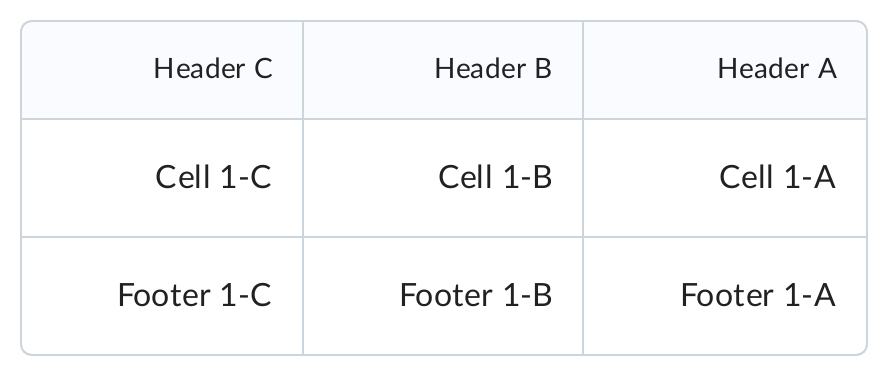 Header C Header B Header A
Cell 1-C Cell 1-B Cell 1-A
Footer 1-C Footer 1-B Footer 1-A